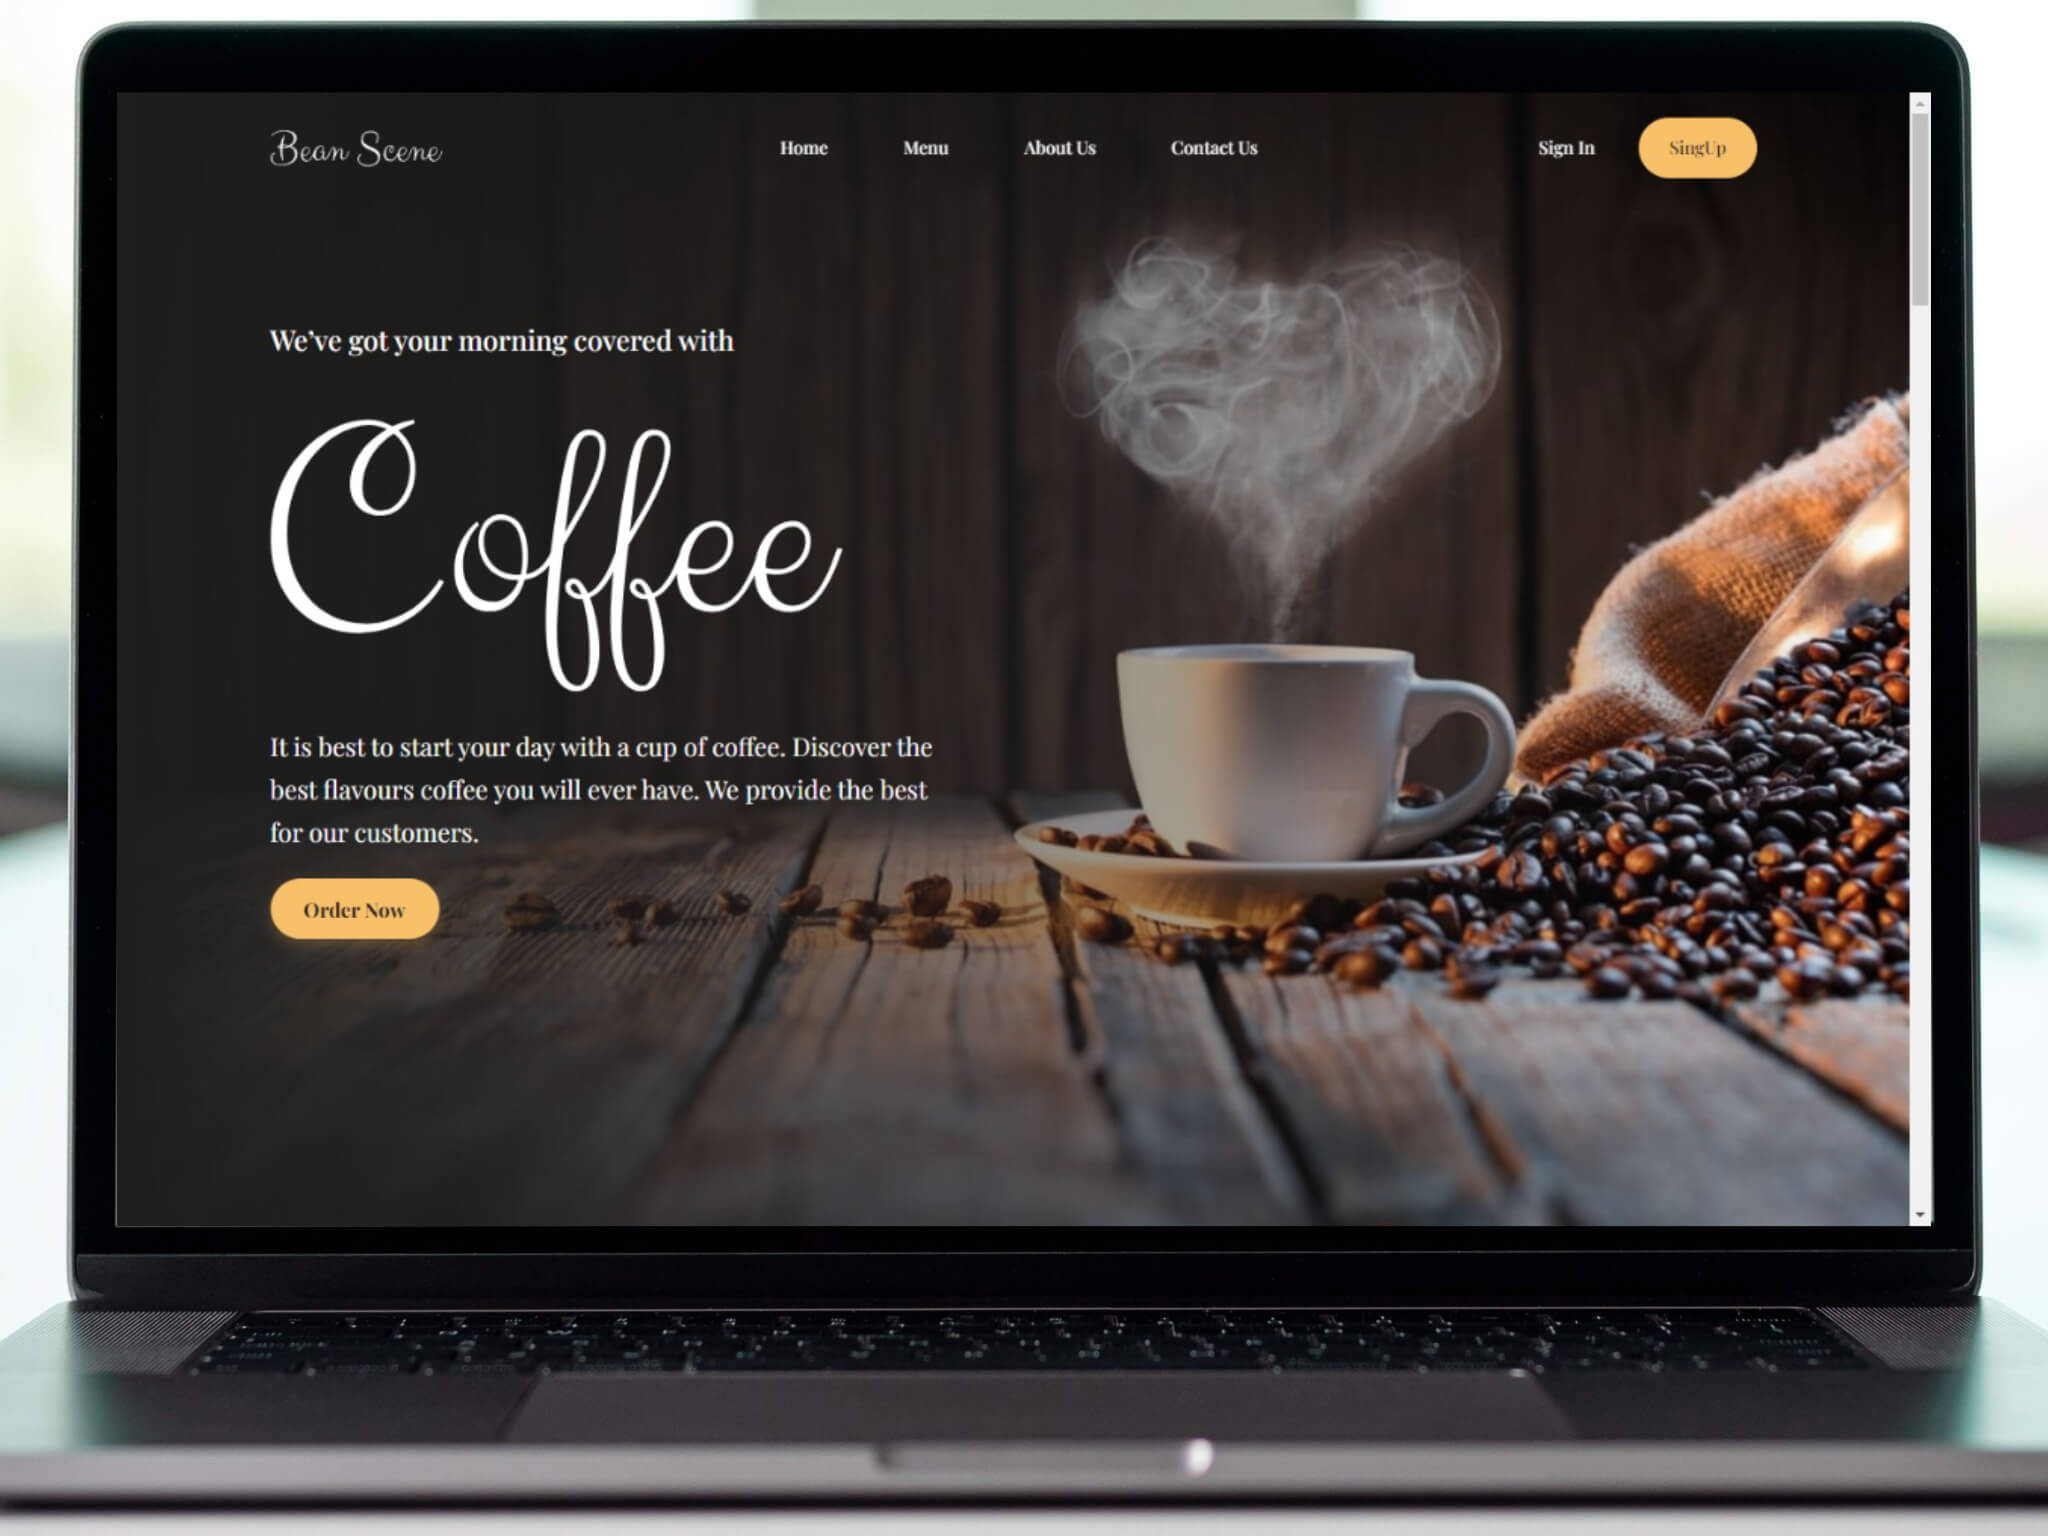 Bean Scene
Home Menu About Us Contact Us Sign In SingUp
We've got your morning covered with
Coffee
It is best to start your day with a cup of coffee. Discover the
best flavours coffee you will ever have. We provide the best
for our customers.
Order Now